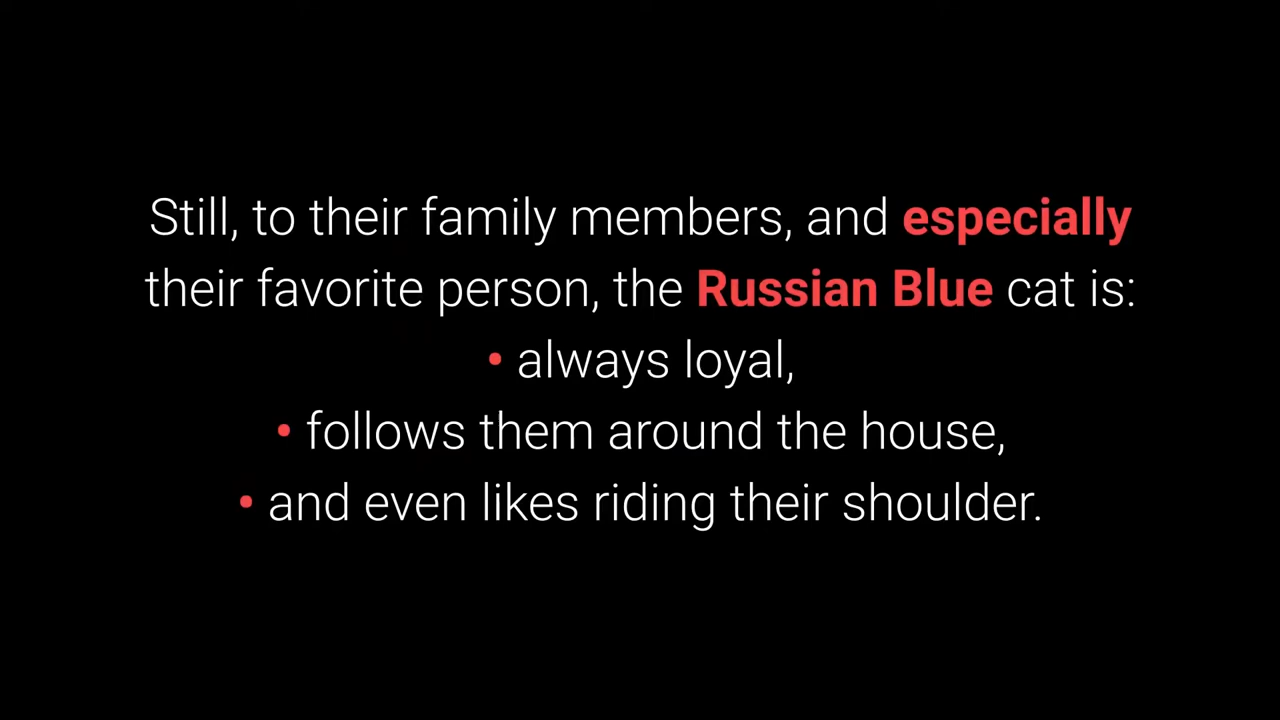 Still, to their family members, and especially
their favorite person, the Russian Blue cat is:
• always loyal,
• follows them around the house,
• and even likes riding their shoulder.